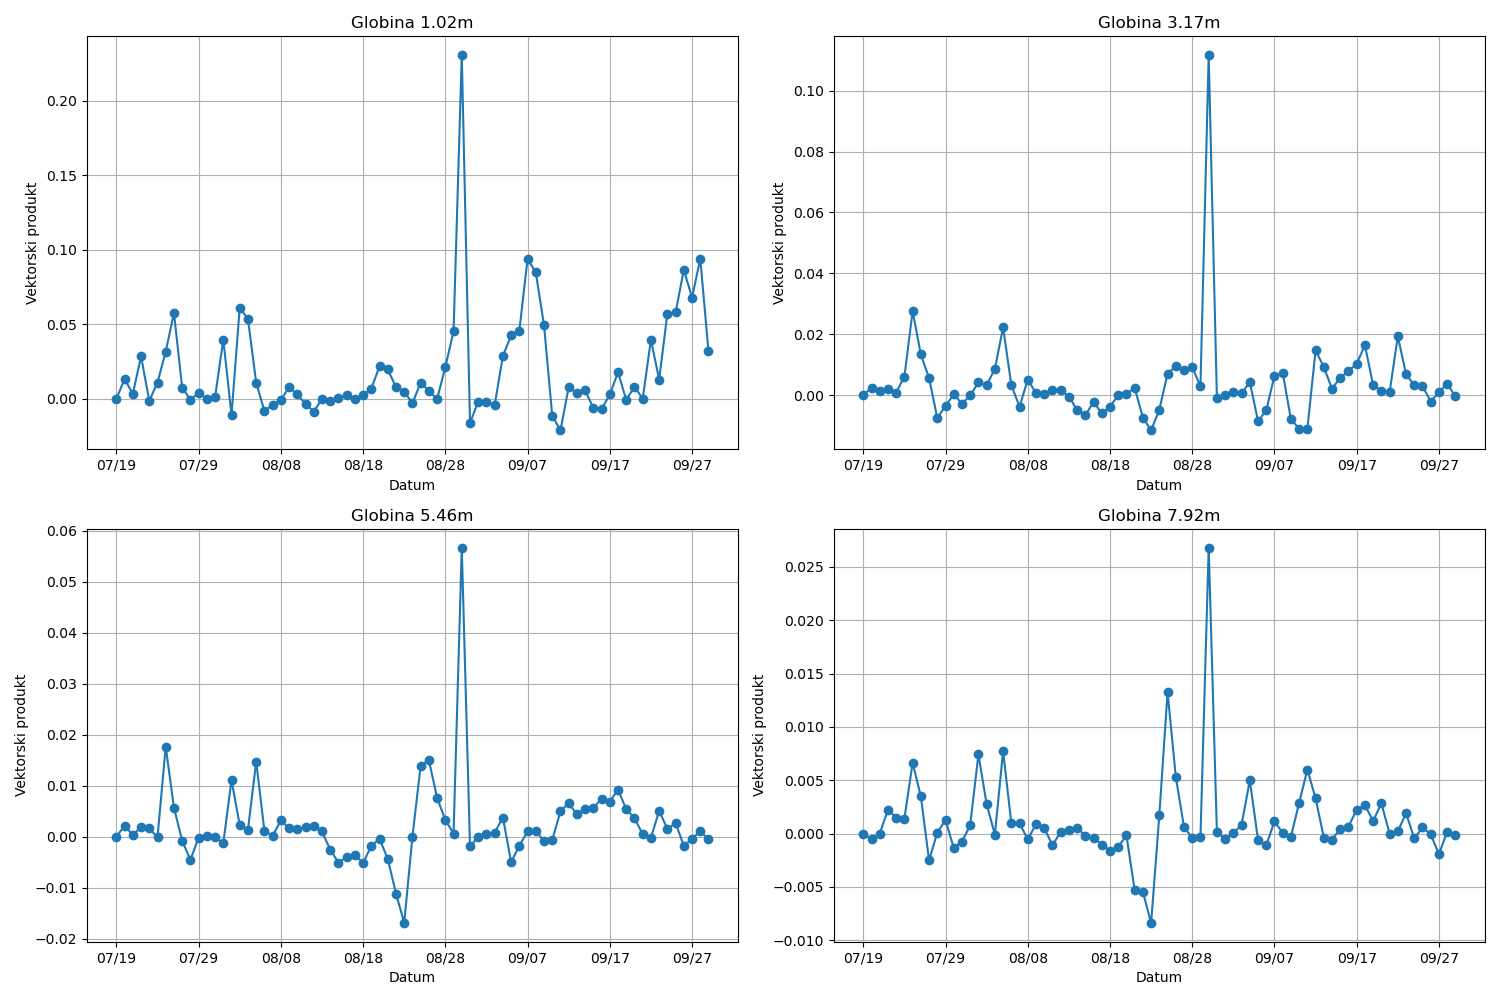 Globina 1.02m
Vektorski produkt
0.20
0.15
0.10
0.05
0.00
07/19 07/29 08/08 08/18 08/28 09/07 09/17 09/27
Datum
Globina 3.17m
Vektorski produkt
0.10
0.08
0.06
0.04
0.02
0.00
07/19 07/29 08/08 08/18 08/28 09/07 09/17 09/27
Datum
Globina 5.46m
Vektorski produkt
0.06
0.05
0.04
0.03
0.02
0.01
0.00
−0.01
−0.02
07/19 07/29 08/08 08/18 08/28 09/07 09/17 09/27
Datum
Globina 7.92m
Vektorski produkt
0.025
0.020
0.015
0.010
0.005
0.000
−0.005
−0.010
07/19 07/29 08/08 08/18 08/28 09/07 09/17 09/27
Datum